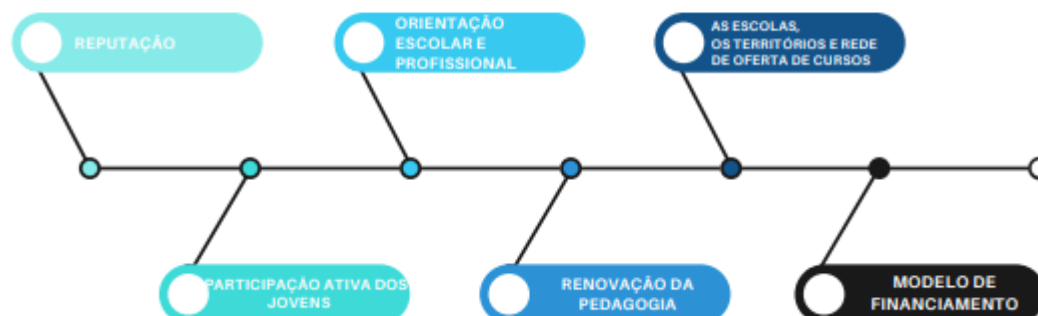 REPUTAÇÃO
ORIENTAÇÃO
ESCOLAR E
PROFISSIONAL
AS ESCOLAS,
OS TERRITÓRIOS E REDE
DE OFERTA DE CURSOS
PARTICIPAÇÃO ATIVA DOS
JOVENS
RENOVAÇÃO DA
PEDAGOGIA
MODELO DE
FINANCIAMENTO